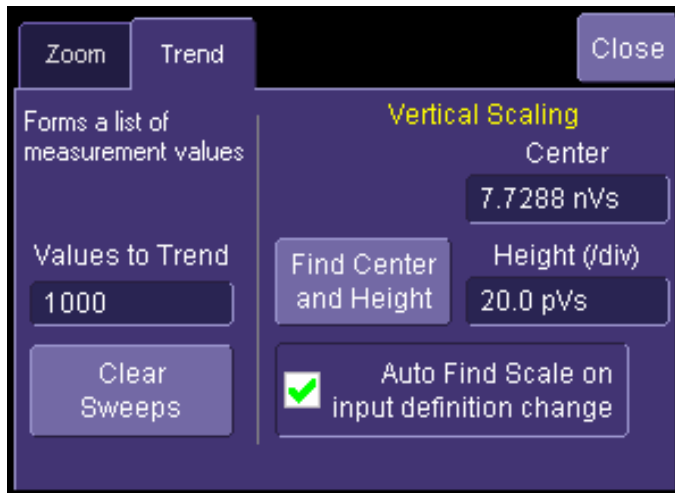 Zoom
Trend
Close
Forms a list of
measurement values
Values to Trend
1000
Clear
Sweeps
Vertical Scaling
Center
7.7288 nVs
Find Center
and Height
Height (/div)
20.0 pVs
Auto Find Scale on
input definition change